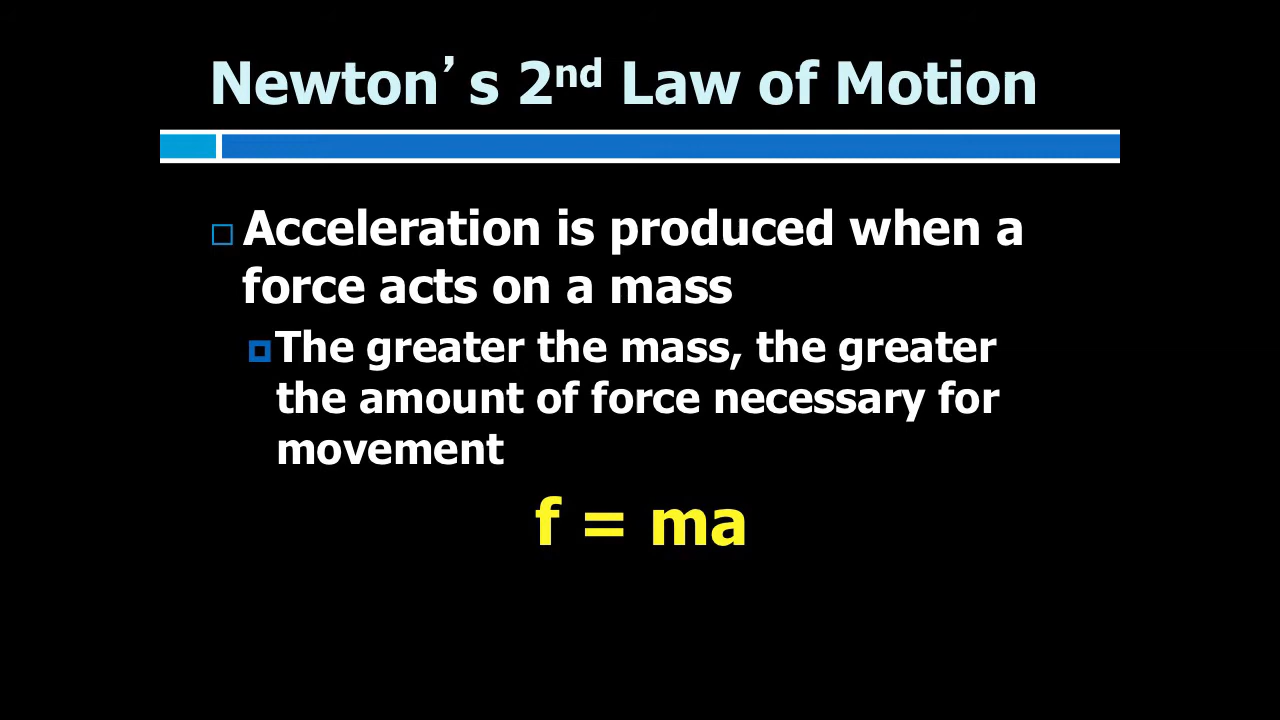 Newton’s 2nd Law of Motion
Acceleration is produced when a
force acts on a mass
The greater the mass, the greater
the amount of force necessary for
movement
f = ma